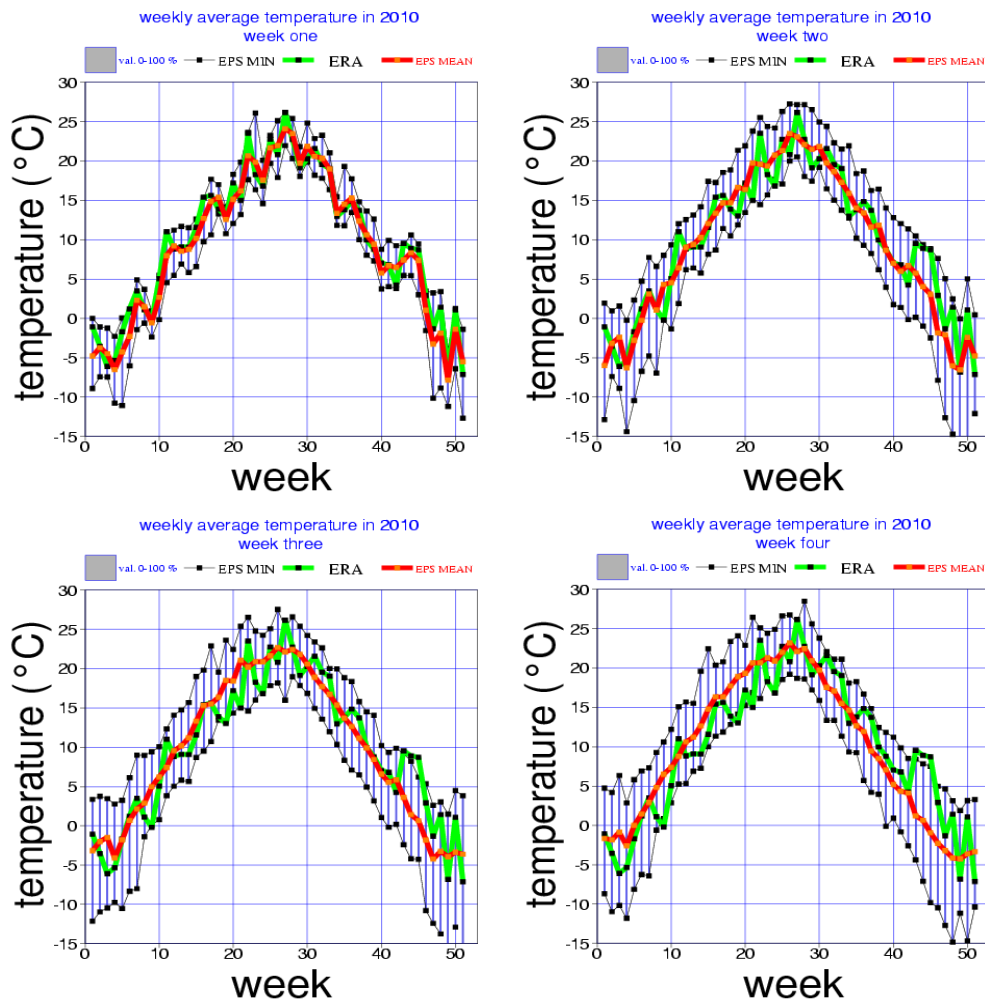 weekly average temperature in 2010
week one
val. 0-100 % EPS MIN ERA EPS MEAN
30
25
20
15
10
5
0
-5
-10
-15
0 10 20 30 40 50
temperature (°C)
week
weekly average temperature in 2010
week two
val. 0-100 % EPS MIN ERA EPS MEAN
30
25
20
15
10
5
0
-5
-10
-15
0 10 20 30 40 50
temperature (°C)
week
weekly average temperature in 2010
week three
val. 0-100 % EPS MIN ERA EPS MEAN
30
25
20
15
10
5
0
-5
-10
-15
0 10 20 30 40 50
temperature (°C)
week
weekly average temperature in 2010
week four
val. 0-100 % EPS MIN ERA EPS MEAN
30
25
20
15
10
5
0
-5
-10
-15
0 10 20 30 40 50
temperature (°C)
week